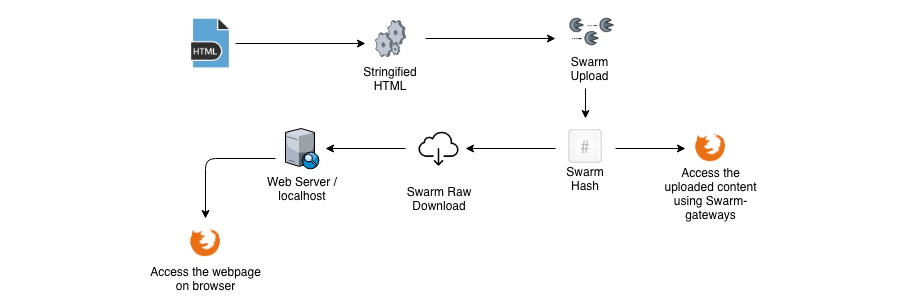 HTML
Stringified
HTML
Swarm
Upload
#
Swarm
Hash
Swarm Raw
Download
Web Server /
localhost
Access the
uploaded content
using Swarm-
gateways
Access the webpage
on browser